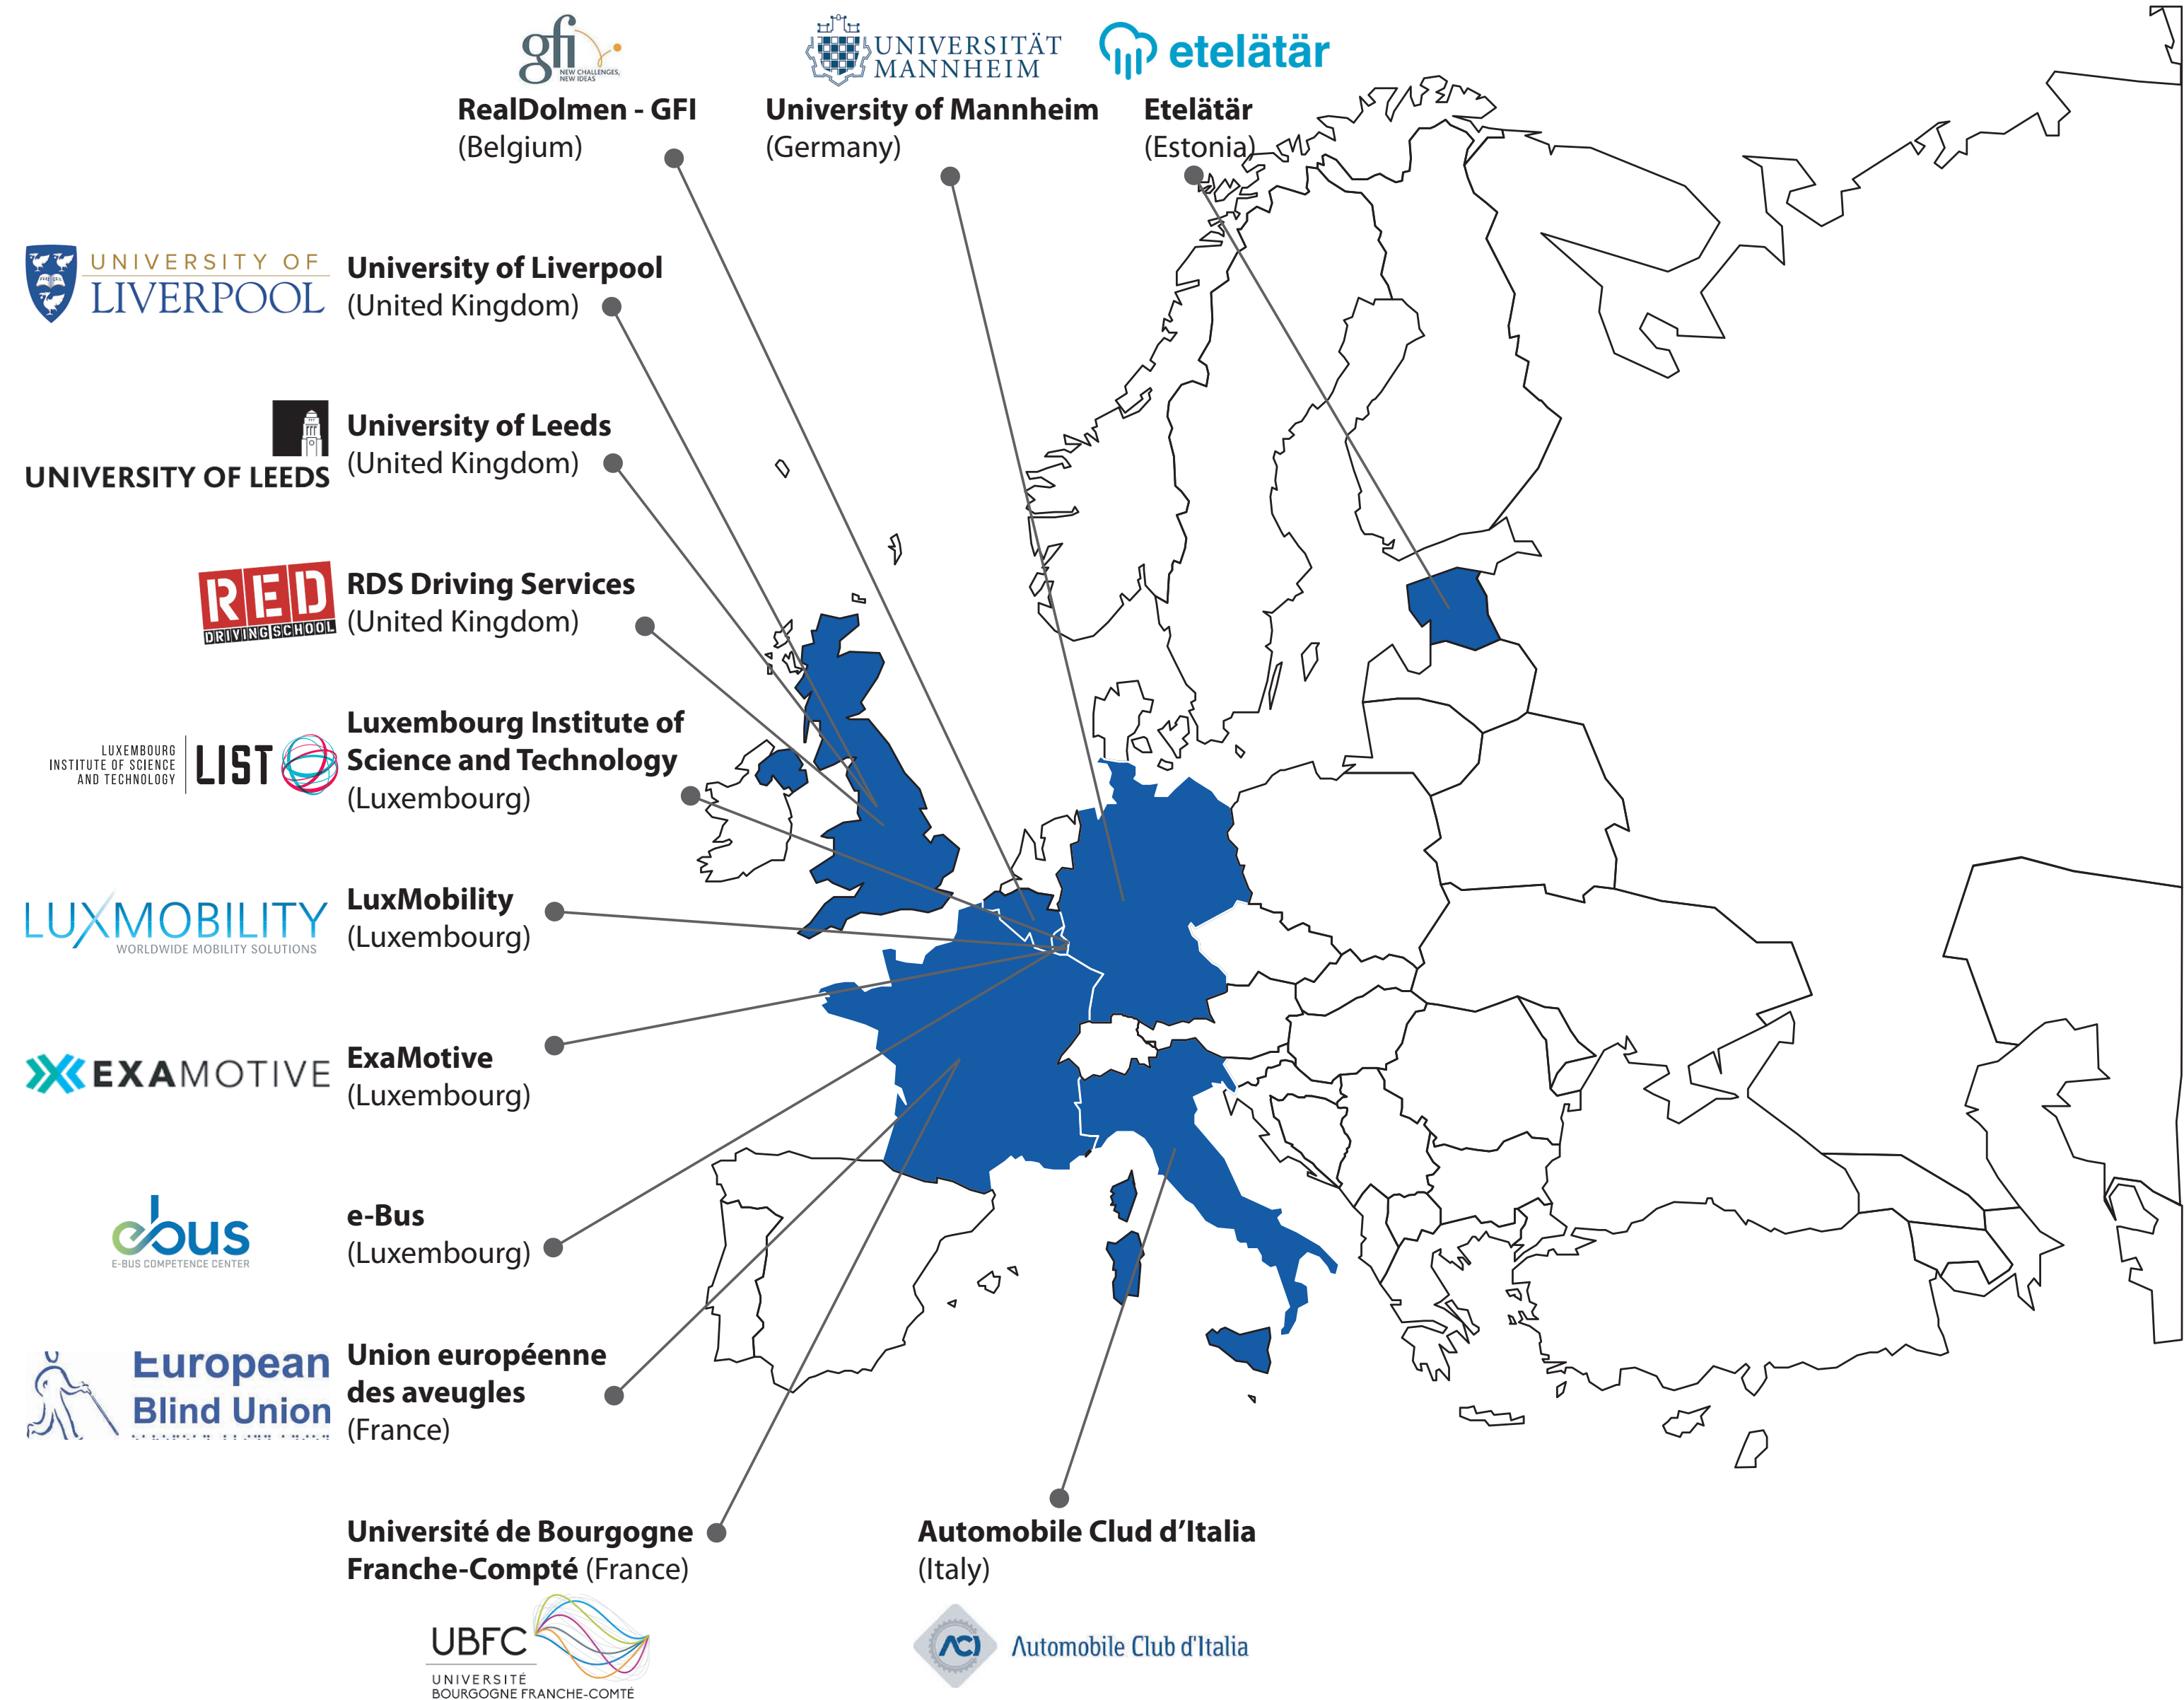 gfi
NEW CHALLENGES,
NEW IDEAS
RealDolmen - GFI
(Belgium)
UNIVERSITÄT
MANNHEIM
University of Mannheim
(Germany)
etelätär
Etelätär
(Estonia)
UNIVERSITY OF
LIVERPOOL
University of Liverpool
(United Kingdom)
UNIVERSITY OF LEEDS
University of Leeds
(United Kingdom)
RED
DRIVING SCHOOL
RDS Driving Services
(United Kingdom)
LUXEMBOURG
INSTITUTE OF SCIENCE
AND TECHNOLOGY
LIST
Luxembourg Institute of
Science and Technology
(Luxembourg)
LUXMOBILITY
WORLDWIDE MOBILITY SOLUTIONS
LuxMobility
(Luxembourg)
EXAMOTIVE
ExaMotive
(Luxembourg)
ebus
E-BUS COMPETENCE CENTER
e-Bus
(Luxembourg)
European
Blind Union
Union européenne
des aveugles
(France)
Université de Bourgogne
Franche-Compté (France)
UBFC
UNIVERSITÉ
BOURGOGNE FRANCHE-COMTÉ
Automobile Clud d'Italia
(Italy)
ACI
Automobile Club d'Italia